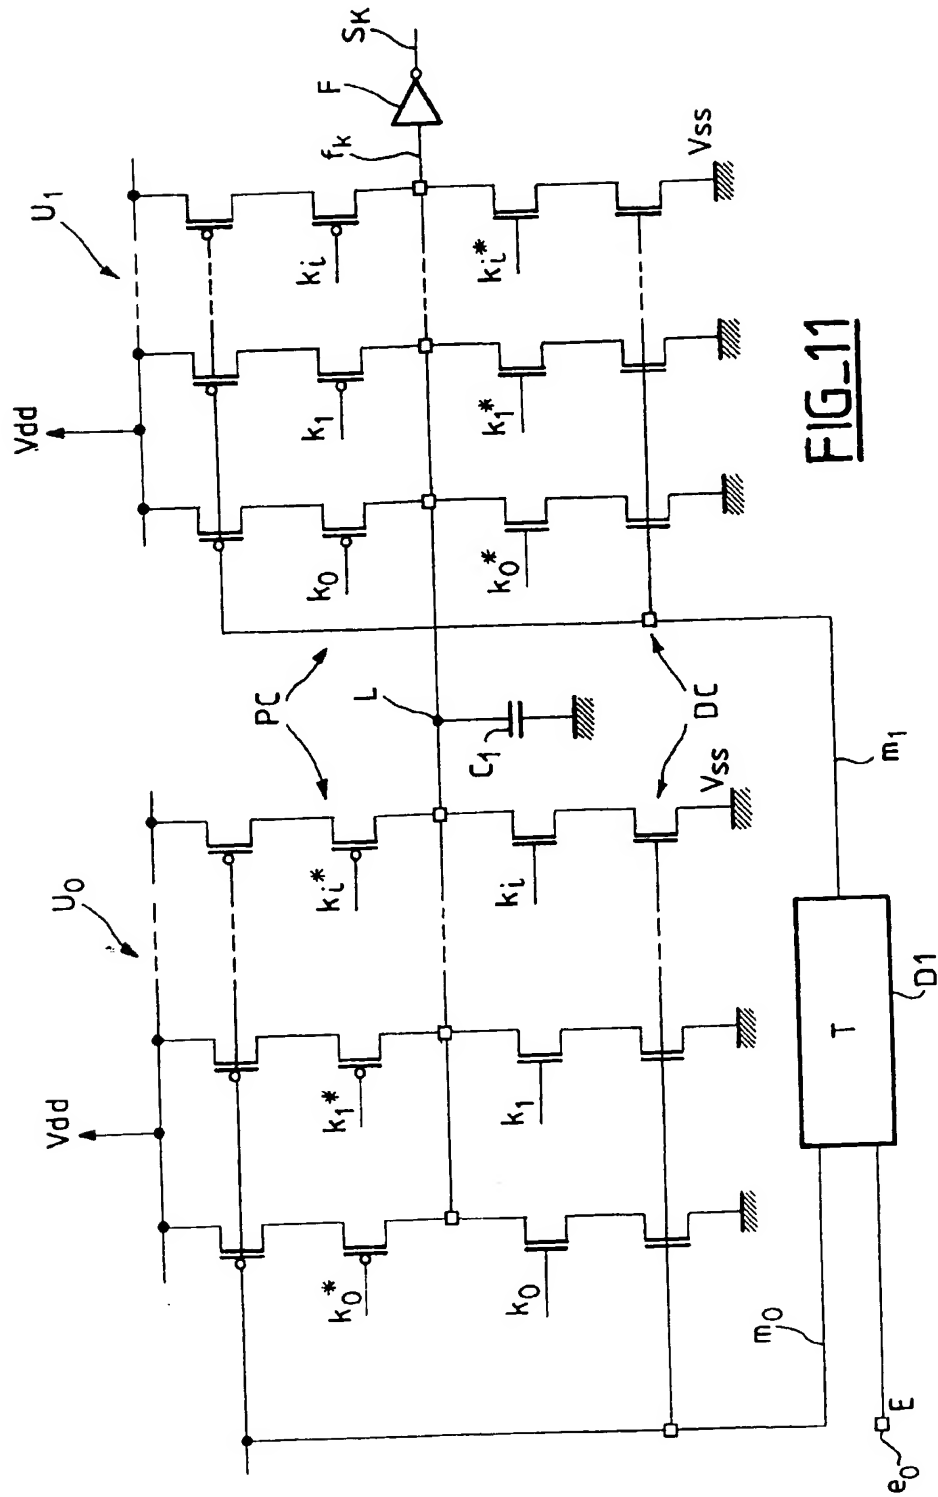 U0
Vdd
U1
Vdd
k0*
k1*
ki*
PC
k0
k1
ki
L
fK
F
SK
C1
k0
k1
ki
k0*
k1*
ki*
Vss
DC
Vss
m0
E
e0
T
D1
m1
FIG_11